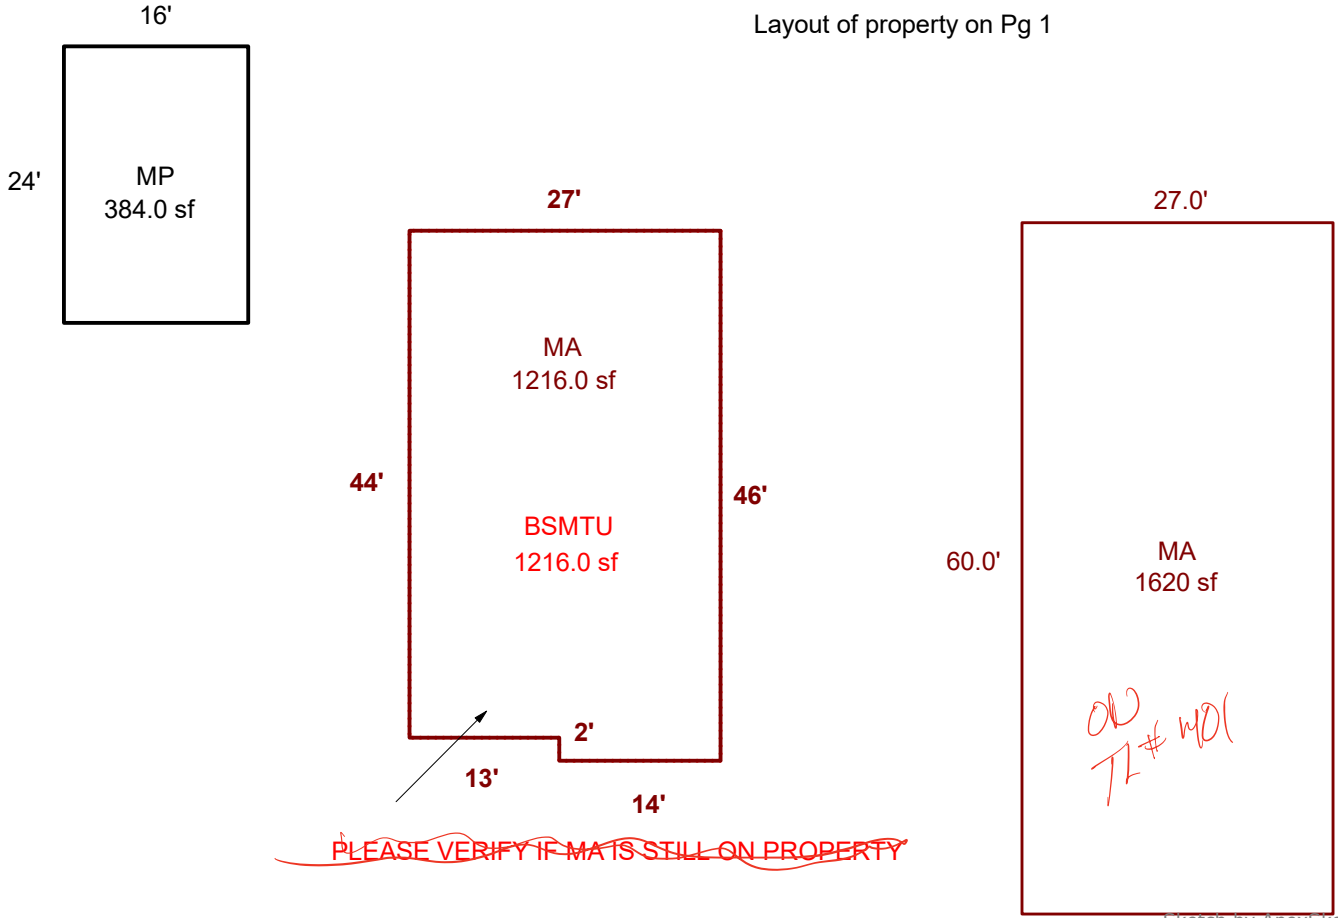 16'
Layout of property on Pg 1
24'
MP
384.0 sf
27'
27.0'
MA
1216.0 sf
44'
46'
BSMTU
1216.0 sf
60.0'
MA
1620 sf
ON
TL# 401
2'
13'
14'
PLEASE VERIFY IF MA IS STILL ON PROPERTY